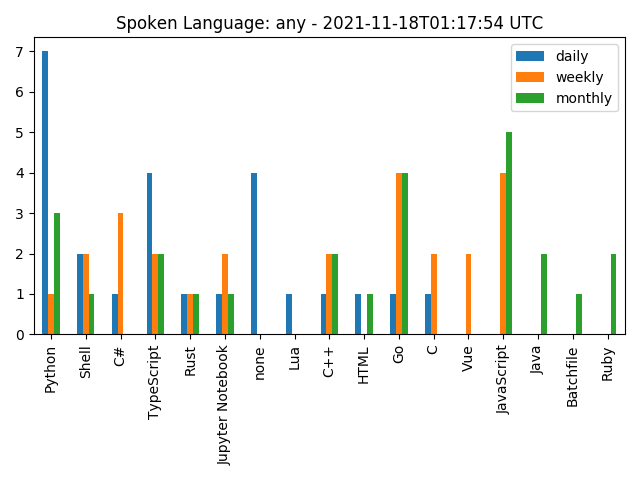 Spoken Language: any - 2021-11-18T01:17:54 UTC
daily
weekly
monthly
7
6
5
4
3
2
1
0
Python
Shell
C#
TypeScript
Rust
Jupyter Notebook
none
Lua
C++
HTML
Go
C
Vue
JavaScript
Java
Batchfile
Ruby